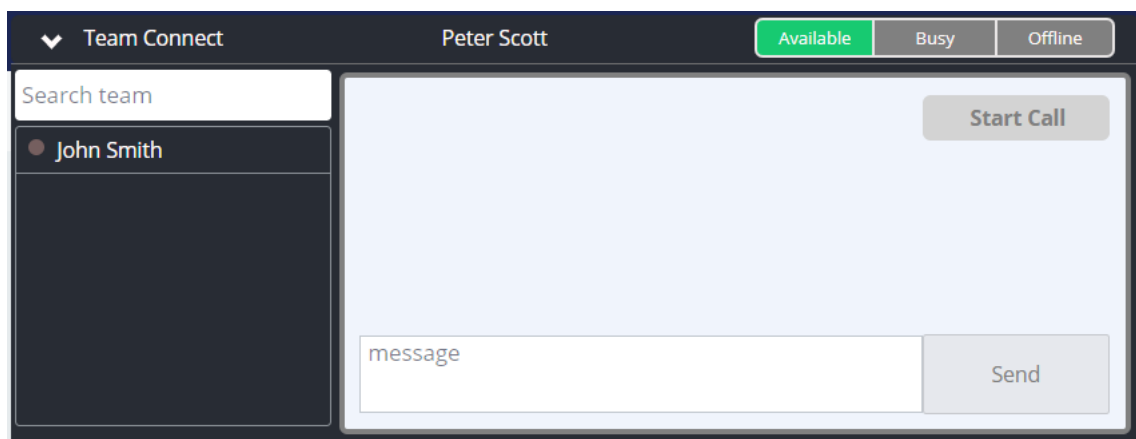 Team Connect
Peter Scott
Available
Busy
Offline
Search team
John Smith
Start Call
message
Send